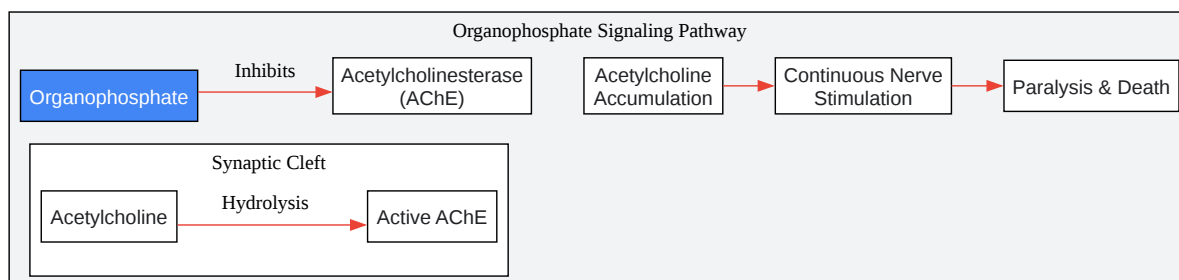 Organophosphate Signaling Pathway
Organophosphate
Inhibits
Acetylcholinesterase
(AChE)
Acetylcholine
Accumulation
Continuous Nerve
Stimulation
Paralysis & Death
Synaptic Cleft
Acetylcholine
Hydrolysis
Active AChE